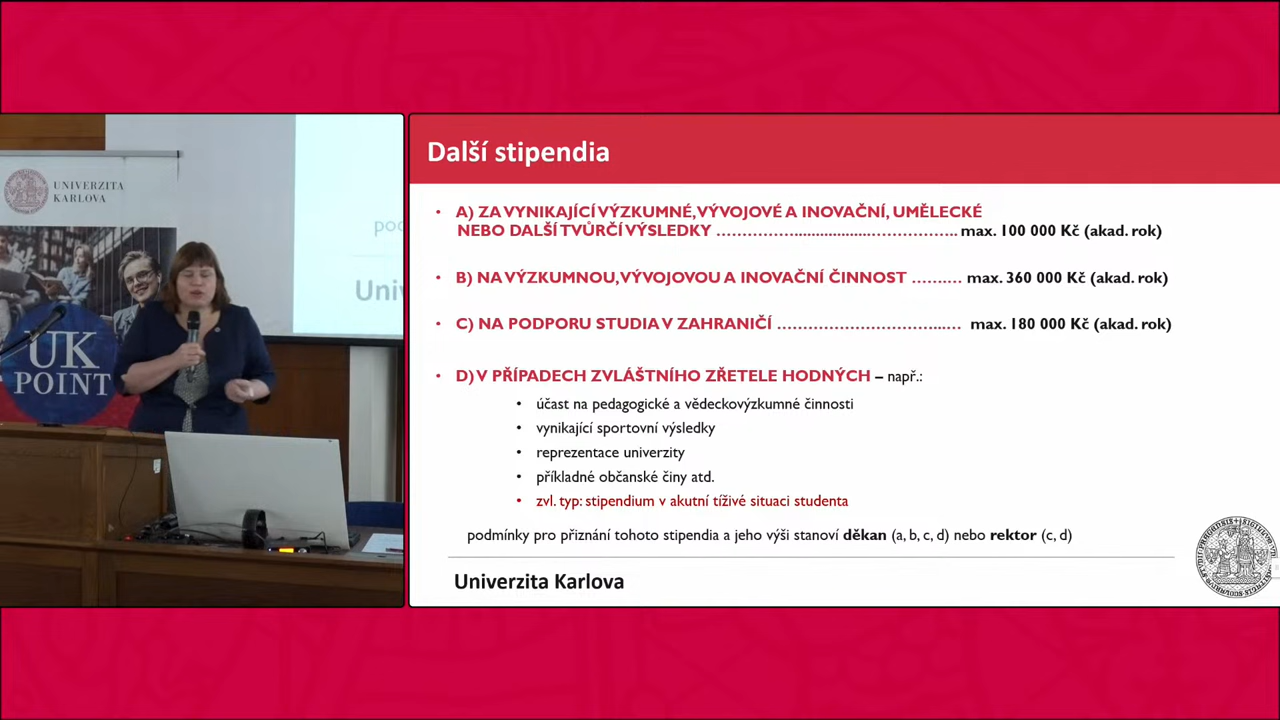 UNIVERZITA
KARLOVA
UK
POINT
Další stipendia
• A) ZA VYNIKAJÍCÍ VÝZKUMNÉ, VÝVOJOVÉ A INOVAČNÍ, UMĚLECKÉ
NEBO DALŠÍ TVŮRČÍ VÝSLEDKY ……………..................…………….. max. 100 000 Kč (akad. rok)
• B) NA VÝZKUMNOU, VÝVOJOVOU A INOVAČNÍ ČINNOST …….… max. 360 000 Kč (akad. rok)
• C) NA PODPORU STUDIA V ZAHRANIČÍ …………………………...… max. 180 000 Kč (akad. rok)
• D) V PŘÍPADECH ZVLÁŠTNÍHO ZŘETELE HODNÝCH – např.:
• účast na pedagogické a vědeckovýzkumné činnosti
• vynikající sportovní výsledky
• reprezentace univerzity
• příkladné občanské činy atd.
• zvl. typ: stipendium v akutní tíživé situaci studenta
podmínky pro přiznání tohoto stipendia a jeho výši stanoví děkan (a, b, c, d) nebo rektor (c, d)
Univerzita Karlova